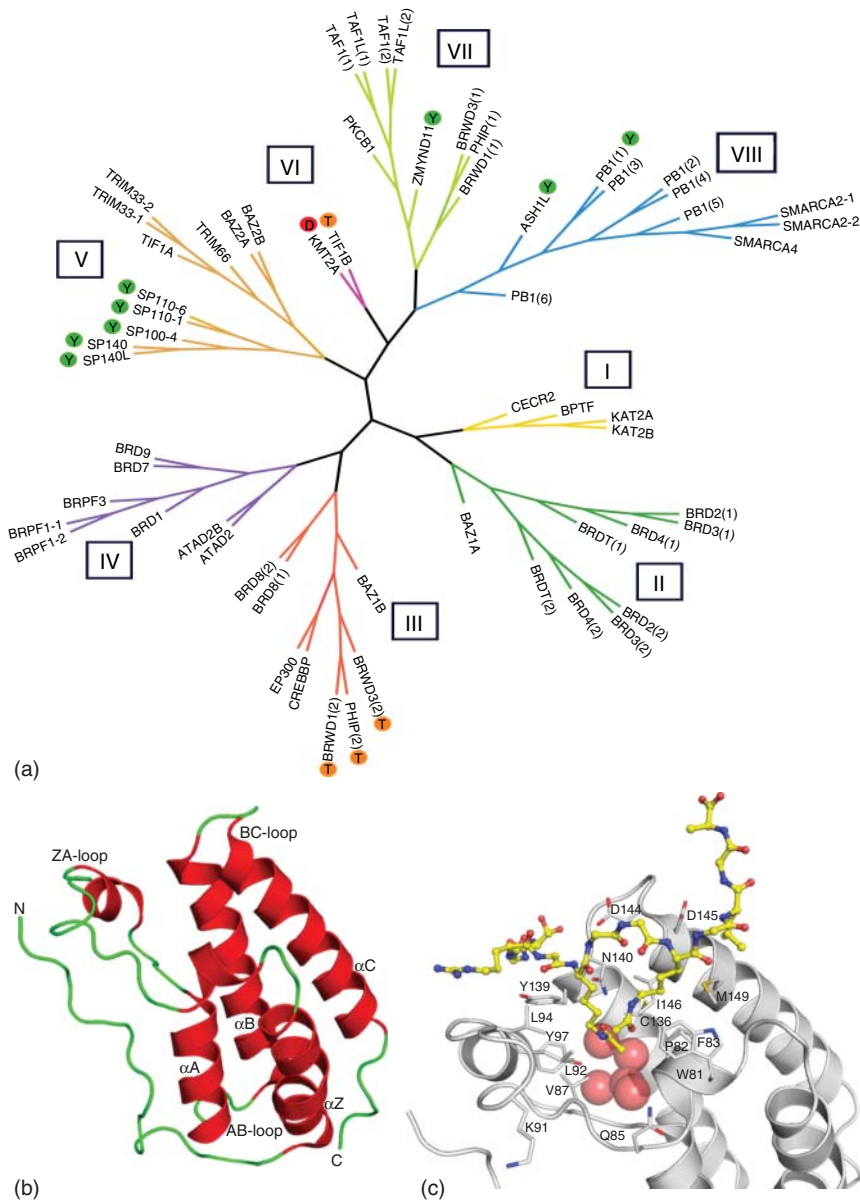 TAF1(1)
TAF1L(1)
TAF1(2)
TAF1L(2)
VII
PKCB1
ZMYND11
Y
BRWD3(1)
PHIP(1)
BRWD1(1)
VI
D
T
KMT2A
TIF1B
Y
PB1(1)
PB1(3)
PB1(2)
PB1(4)
VIII
Y
ASH1L
PB1(5)
SMARCA2-1
SMARCA2-2
SMARCA4
PB1(6)
TRIM33-2
TRIM33-1
TIF1A
TRIM66
BAZ2A
BAZ2B
V
Y
SP110-6
Y
SP110-1
Y
SP100-4
Y
SP140
Y
SP140L
I
CECR2
BPTF
KAT2A
KAT2B
BRD9
BRD7
BRPF3
BRPF1-1
BRPF1-2
BRD1
ATAD2B
ATAD2
IV
BRD8(2)
BRD8(1)
BAZ1B
III
EP300
CREBBP
BRWD1(2)
T
PHIP(2)
T
BRWD3(2)
T
BAZ1A
BRDT(1)
BRD4(1)
BRD2(1)
BRD3(1)
BRDT(2)
BRD4(2)
BRD2(2)
BRD3(2)
II
(a)
BC-loop
ZA-loop
N
αC
αB
αA
αZ
AB-loop
C
(b)
D144
D145
N140
Y139
I146
M149
L94
C136
Y97
P82
F83
L92
W81
V87
K91
Q85
(c)